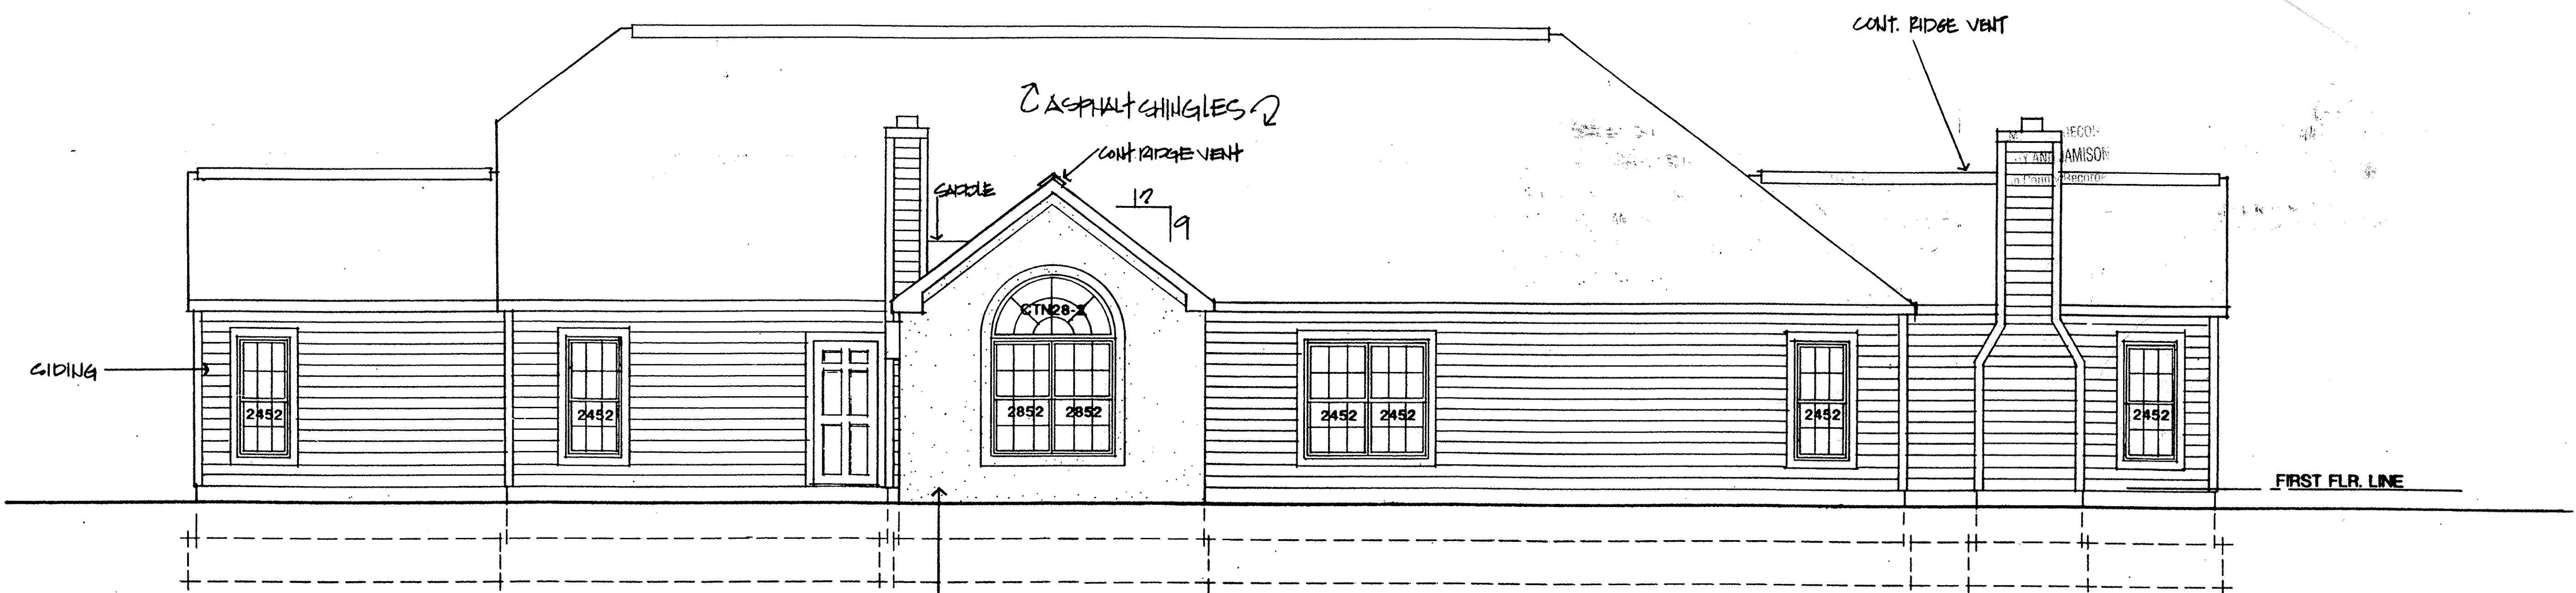 CONT. RIDGE VENT
ASPHALT SHINGLES
CONT. RIDGE VENT
SADDLE
12
9
JAMISON
CTN28-2
SIDING
2452
2452
2852 2852
2452 2452
2452
2452
FIRST FLR. LINE